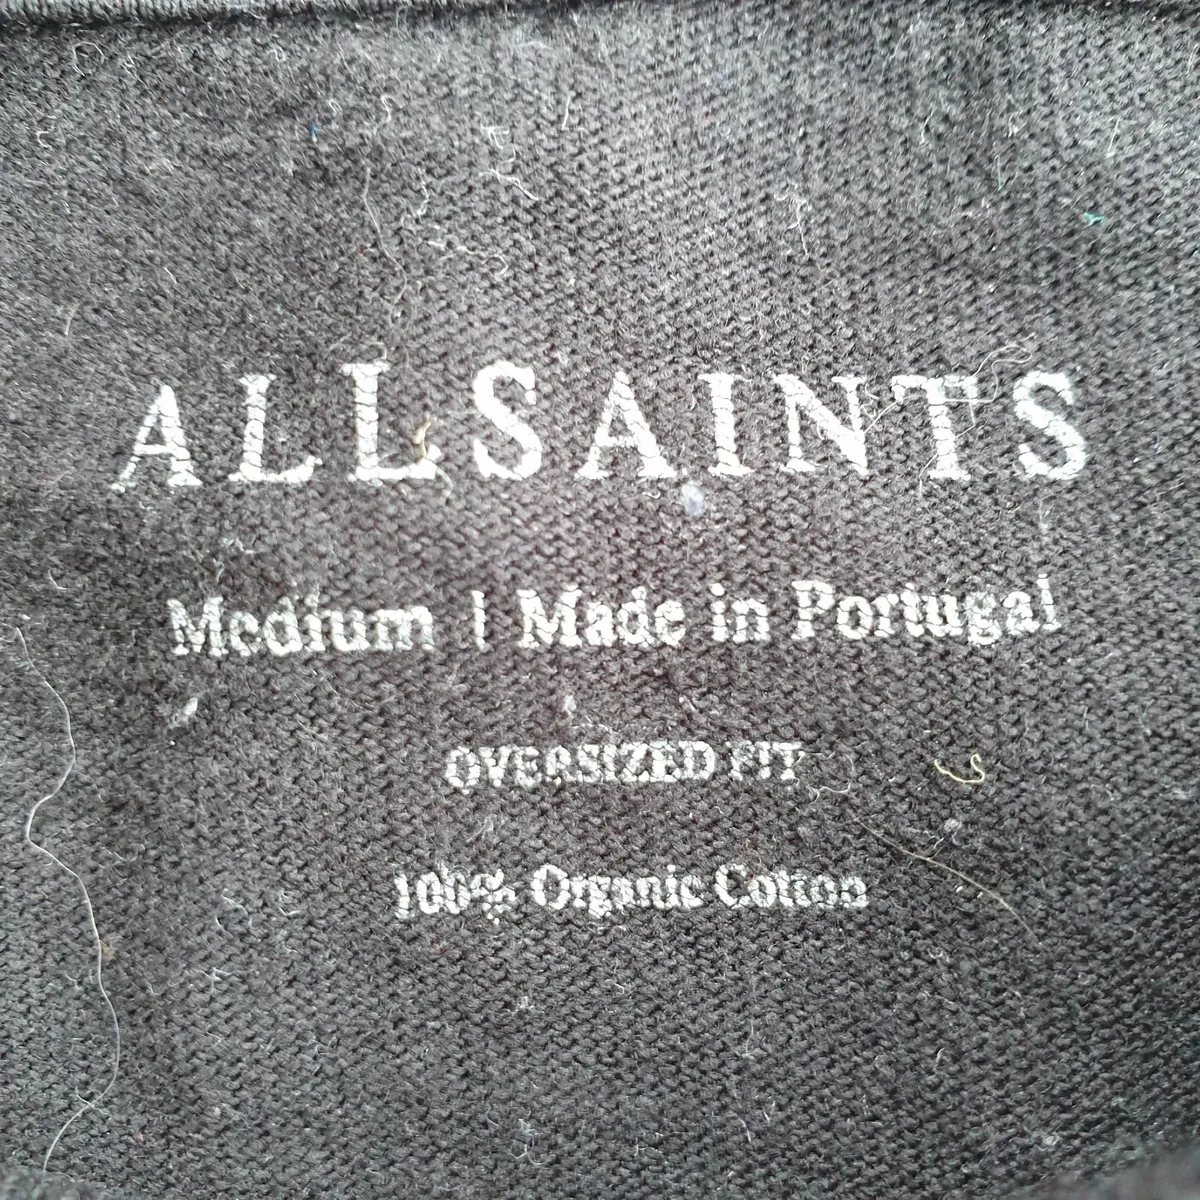 ALLSAINTS
Medium | Made in Portugal
OVERSIZED FIT
100% Organic Cotton